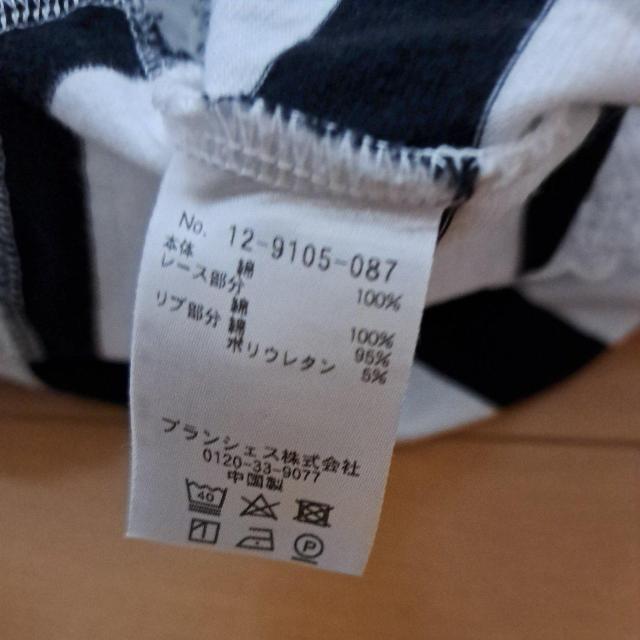 No. 12-9105-087
本体 綿 100%
レース部分
綿 100%
リブ部分 綿 95%
ポリウレタン 5%
ブランシェス株式会社
0120-33-9077
中国製
40
P